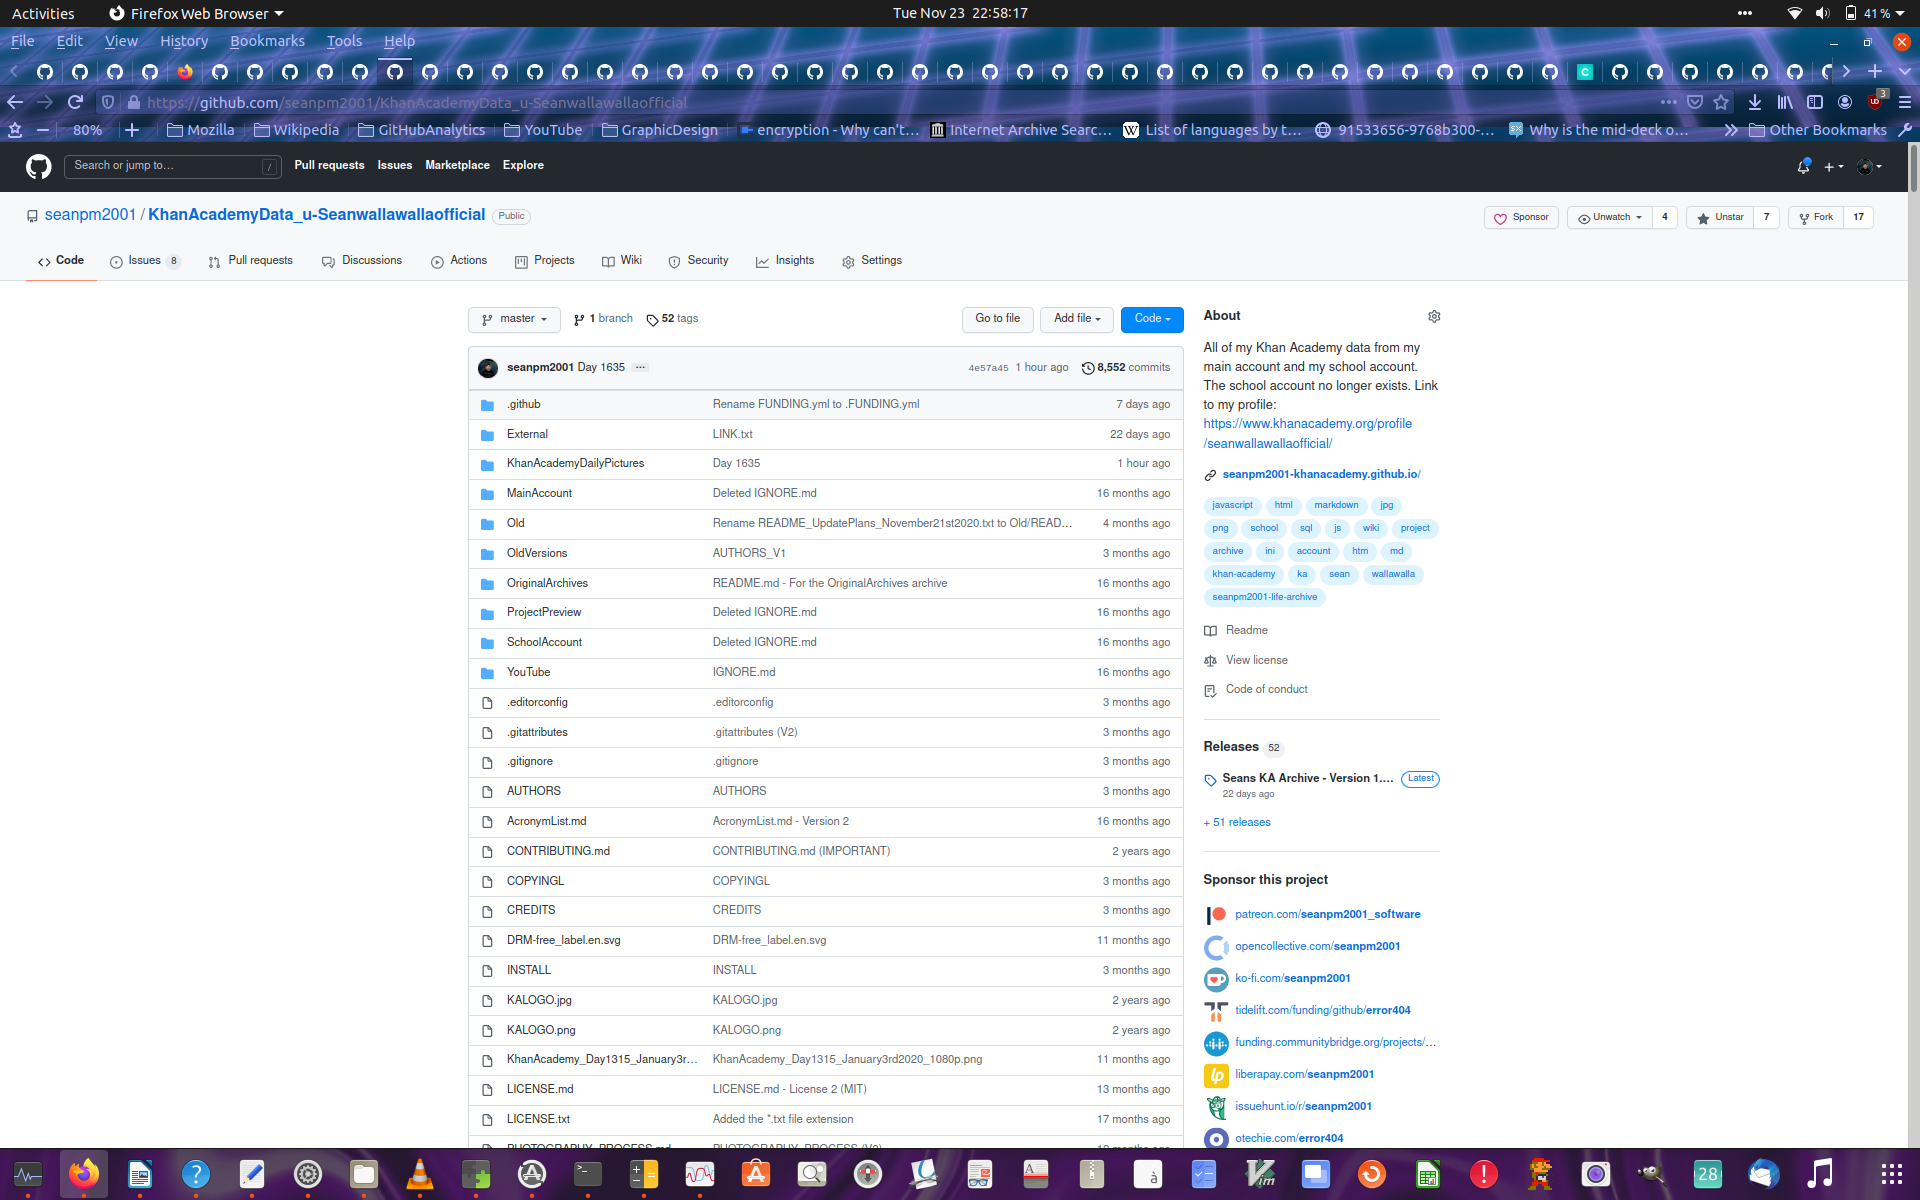 Activities Firefox Web Browser Tue Nov 23 22:58:17 41 %
File Edit View History Bookmarks Tools Help
https://github.com/seanpm2001/KhanAcademyData_u-Seanwallawallaofficial 3
80% Mozilla Wikipedia GitHubAnalytics YouTube GraphicDesign encryption - Why can't… Internet Archive Searc… List of languages by t… 91533656-9768b300-… Why is the mid-deck o… Other Bookmarks
Search or jump to… / Pull requests Issues Marketplace Explore
seanpm2001 / KhanAcademyData_u-Seanwallawallaofficial Public Sponsor Unwatch 4 Unstar 7 Fork 17
Code Issues 8 Pull requests Discussions Actions Projects Wiki Security Insights Settings
master 1 branch 52 tags Go to file Add file Code
seanpm2001 Day 1635 ... 4e57a45 1 hour ago 8,552 commits
.github Rename FUNDING.yml to .FUNDING.yml 7 days ago
External LINK.txt 22 days ago
KhanAcademyDailyPictures Day 1635 1 hour ago
MainAccount Deleted IGNORE.md 16 months ago
Old Rename README_UpdatePlans_November21st2020.txt to Old/READ… 4 months ago
OldVersions AUTHORS_V1 3 months ago
OriginalArchives README.md - For the OriginalArchives archive 16 months ago
ProjectPreview Deleted IGNORE.md 16 months ago
SchoolAccount Deleted IGNORE.md 16 months ago
YouTube IGNORE.md 16 months ago
.editorconfig .editorconfig 3 months ago
.gitattributes .gitattributes (V2) 3 months ago
.gitignore .gitignore 3 months ago
AUTHORS AUTHORS 3 months ago
AcronymList.md AcronymList.md - Version 2 16 months ago
CONTRIBUTING.md CONTRIBUTING.md (IMPORTANT) 2 years ago
COPYINGL COPYINGL 3 months ago
CREDITS CREDITS 3 months ago
DRM-free_label.en.svg DRM-free_label.en.svg 11 months ago
INSTALL INSTALL 3 months ago
KALOGO.jpg KALOGO.jpg 2 years ago
KALOGO.png KALOGO.png 2 years ago
KhanAcademy_Day1315_January3r… KhanAcademy_Day1315_January3rd2020_1080p.png 11 months ago
LICENSE.md LICENSE.md - License 2 (MIT) 13 months ago
LICENSE.txt Added the *.txt file extension 17 months ago
About
All of my Khan Academy data from my
main account and my school account.
The school account no longer exists. Link
to my profile:
https://www.khanacademy.org/profile
/seanwallawallaofficial/
seanpm2001-khanacademy.github.io/
javascript html markdown jpg
png school sql js wiki project
archive ini account htm md
khan-academy ka sean wallawalla
seanpm2001-life-archive
Readme
View license
Code of conduct
Releases 52
Seans KA Archive - Version 1.… Latest
22 days ago
+ 51 releases
Sponsor this project
patreon.com/seanpm2001_software
opencollective.com/seanpm2001
ko-fi.com/seanpm2001
tidelift.com/funding/github/error404
funding.communitybridge.org/projects/…
liberapay.com/seanpm2001
issuehunt.io/r/seanpm2001
otechie.com/error404
28